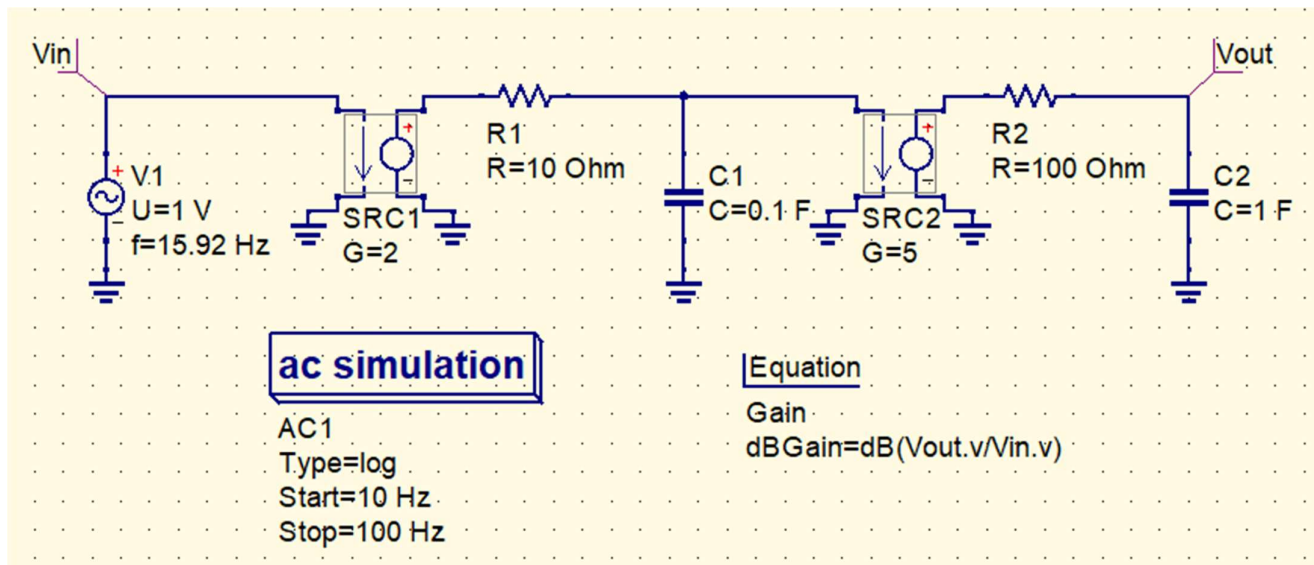 Vin
Vout
V1
U=1 V
f=15.92 Hz
SRC1
G=2
R1
R=10 Ohm
C1
C=0.1 F
SRC2
G=5
R2
R=100 Ohm
C2
C=1 F
ac simulation
AC1
Type=log
Start=10 Hz
Stop=100 Hz
Equation
Gain
dBGain=dB(Vout.v/Vin.v)